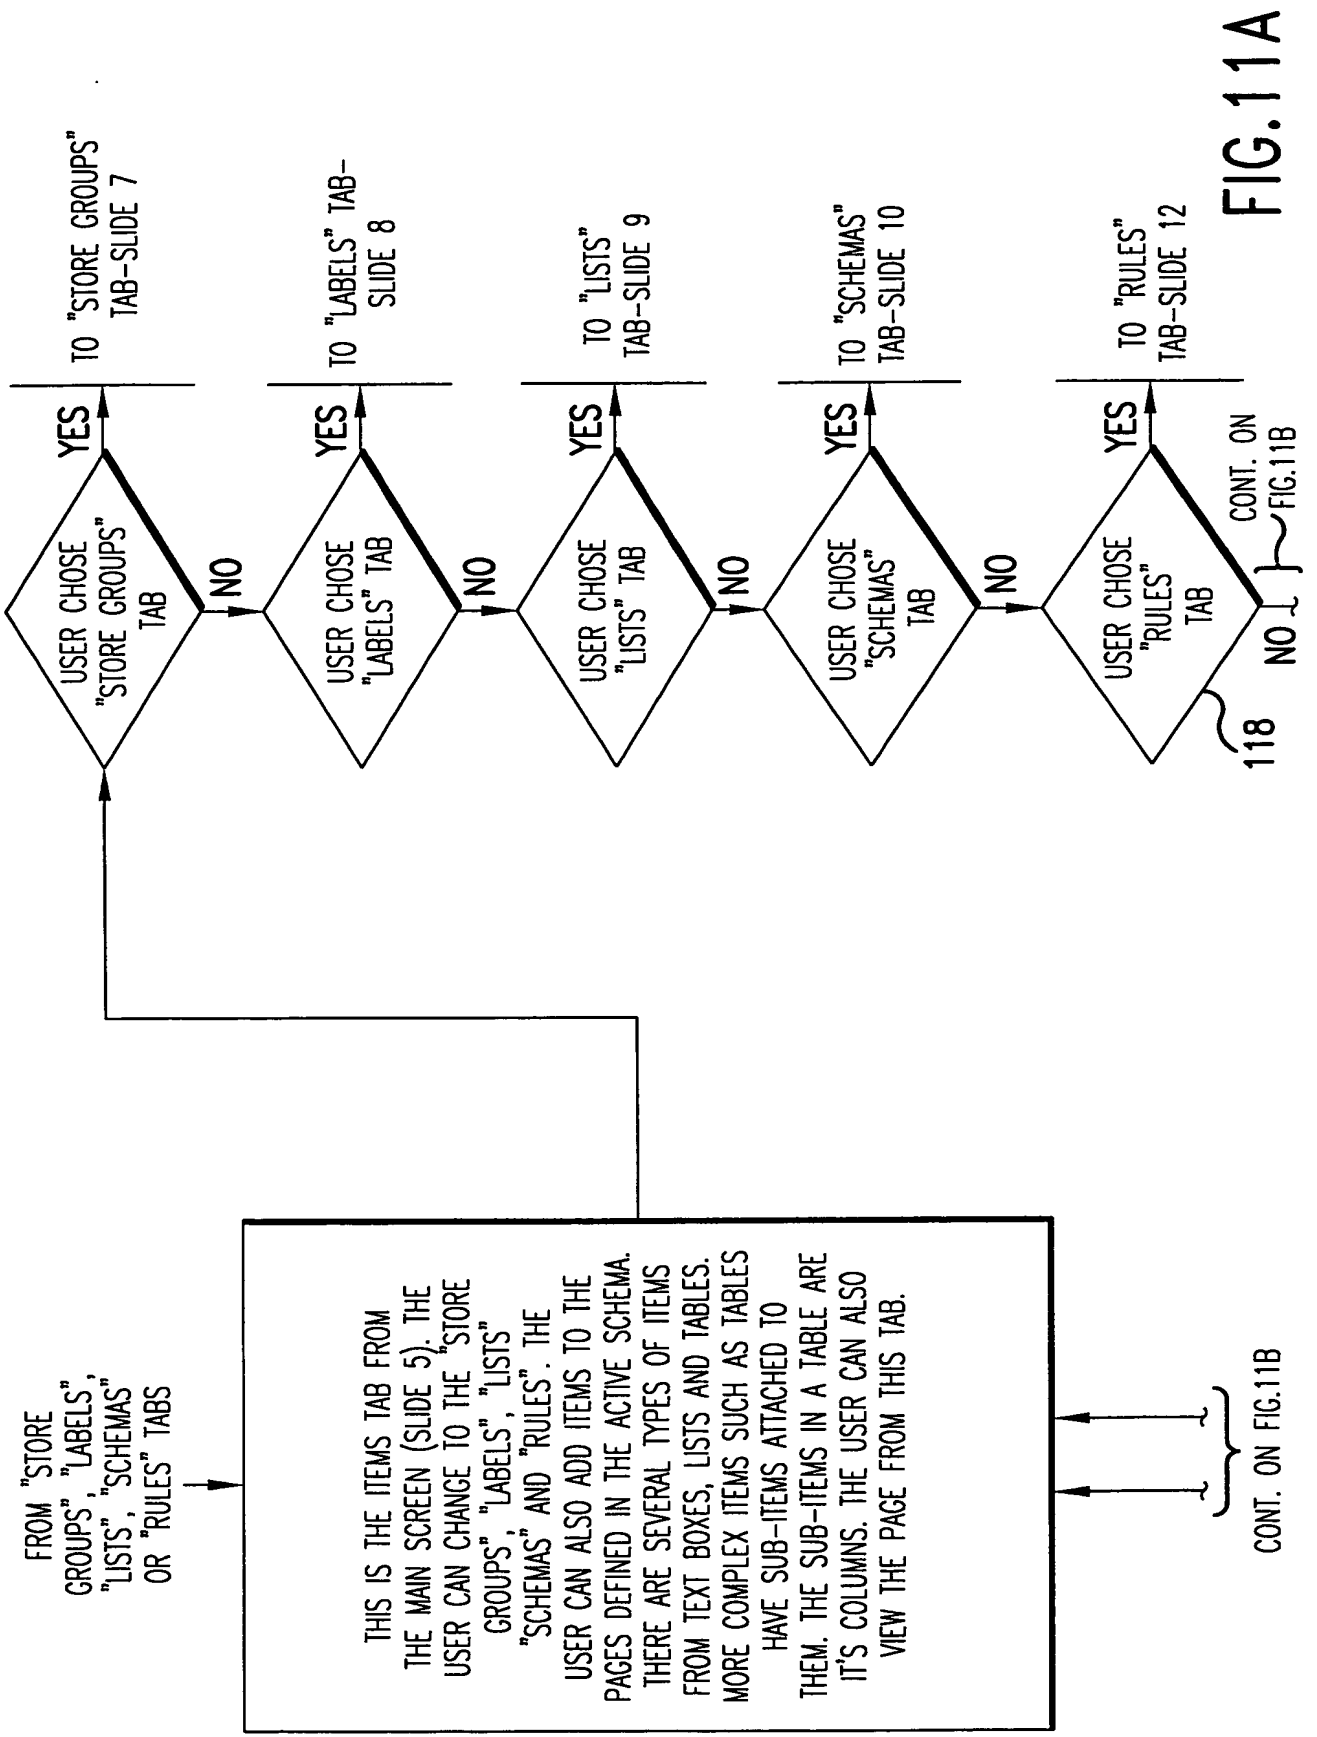 FROM "STORE
GROUPS", "LABELS",
"LISTS", "SCHEMAS"
OR "RULES" TABS
THIS IS THE ITEMS TAB FROM
THE MAIN SCREEN (SLIDE 5). THE
USER CAN CHANGE TO THE "STORE
GROUPS", "LABELS", "LISTS"
"SCHEMAS" AND "RULES". THE
USER CAN ALSO ADD ITEMS TO THE
PAGES DEFINED IN THE ACTIVE SCHEMA.
THERE ARE SEVERAL TYPES OF ITEMS
FROM TEXT BOXES, LISTS AND TABLES.
MORE COMPLEX ITEMS SUCH AS TABLES
HAVE SUB-ITEMS ATTACHED TO
THEM. THE SUB-ITEMS IN A TABLE ARE
IT'S COLUMNS. THE USER CAN ALSO
VIEW THE PAGE FROM THIS TAB.
CONT. ON FIG.11B
USER CHOSE
"STORE GROUPS"
TAB
YES
TO "STORE GROUPS"
TAB-SLIDE 7
NO
USER CHOSE
"LABELS" TAB
YES
TO "LABELS" TAB-
SLIDE 8
NO
USER CHOSE
"LISTS" TAB
YES
TO "LISTS"
TAB-SLIDE 9
NO
USER CHOSE
"SCHEMAS"
TAB
YES
TO "SCHEMAS"
TAB-SLIDE 10
NO
USER CHOSE
"RULES"
TAB
YES
TO "RULES"
TAB-SLIDE 12
118
NO
CONT. ON
FIG.11B
FIG.11A